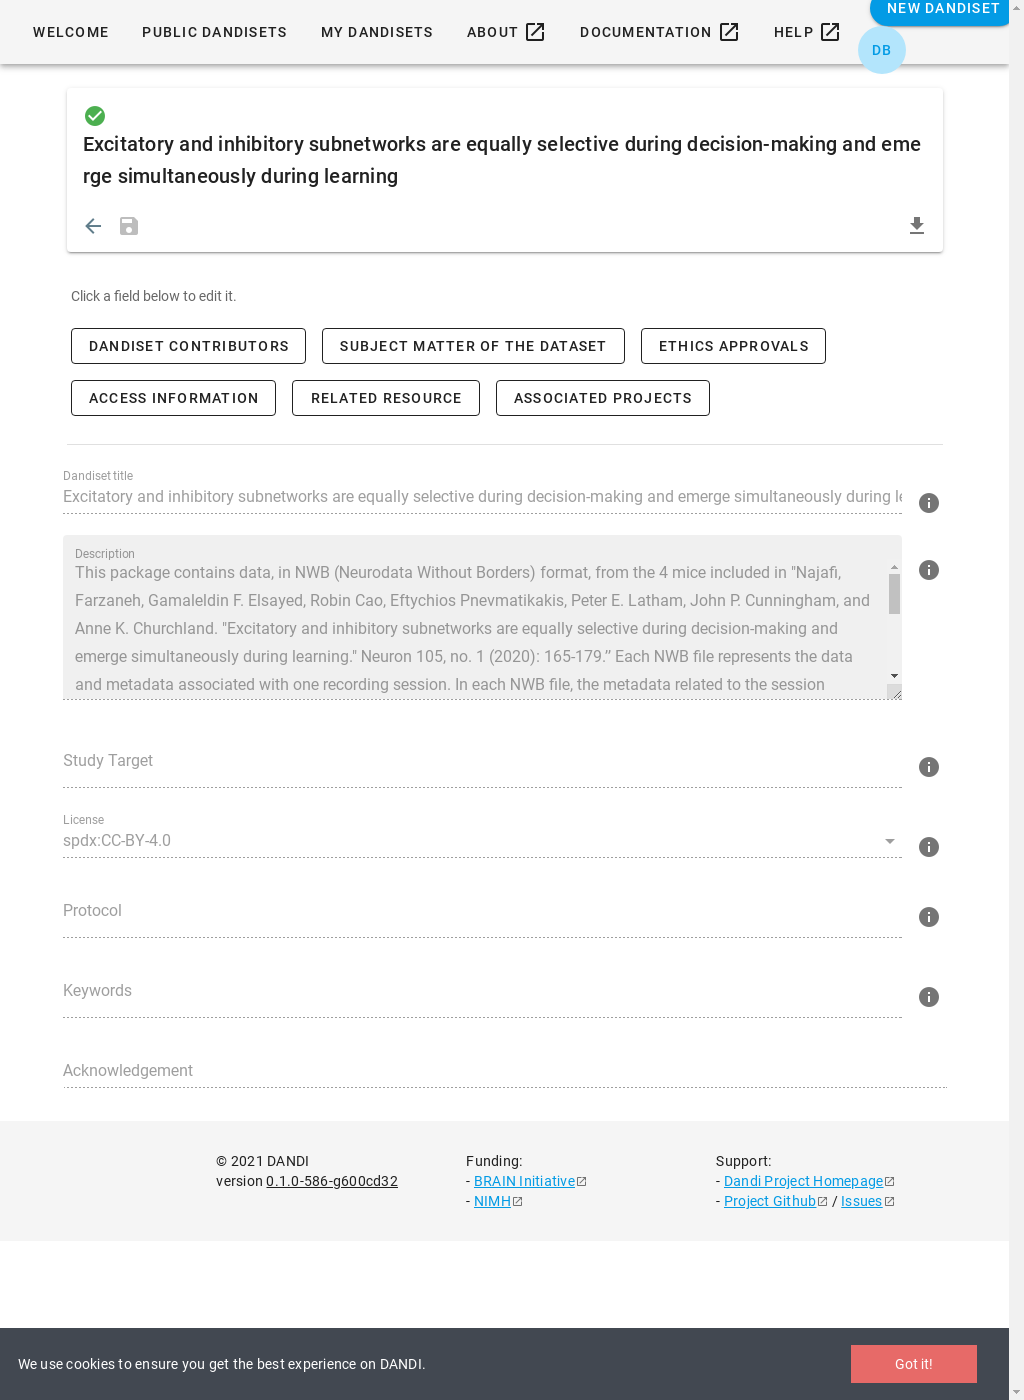 WELCOME PUBLIC DANDISETS MY DANDISETS ABOUT DOCUMENTATION HELP NEW DANDISET
DB
Excitatory and inhibitory subnetworks are equally selective during decision-making and eme
rge simultaneously during learning
Click a field below to edit it.
DANDISET CONTRIBUTORS SUBJECT MATTER OF THE DATASET ETHICS APPROVALS
ACCESS INFORMATION RELATED RESOURCE ASSOCIATED PROJECTS
Dandiset title
Excitatory and inhibitory subnetworks are equally selective during decision-making and emerge simultaneously during le
Description
This package contains data, in NWB (Neurodata Without Borders) format, from the 4 mice included in "Najafi,
Farzaneh, Gamaleldin F. Elsayed, Robin Cao, Eftychios Pnevmatikakis, Peter E. Latham, John P. Cunningham, and
Anne K. Churchland. "Excitatory and inhibitory subnetworks are equally selective during decision-making and
emerge simultaneously during learning." Neuron 105, no. 1 (2020): 165-179.” Each NWB file represents the data
and metadata associated with one recording session. In each NWB file, the metadata related to the session
Study Target
License
spdx:CC-BY-4.0
Protocol
Keywords
Acknowledgement
© 2021 DANDI Funding: Support:
version 0.1.0-586-g600cd32 - BRAIN Initiative - Dandi Project Homepage
- NIMH - Project Github / Issues
We use cookies to ensure you get the best experience on DANDI. Got it!